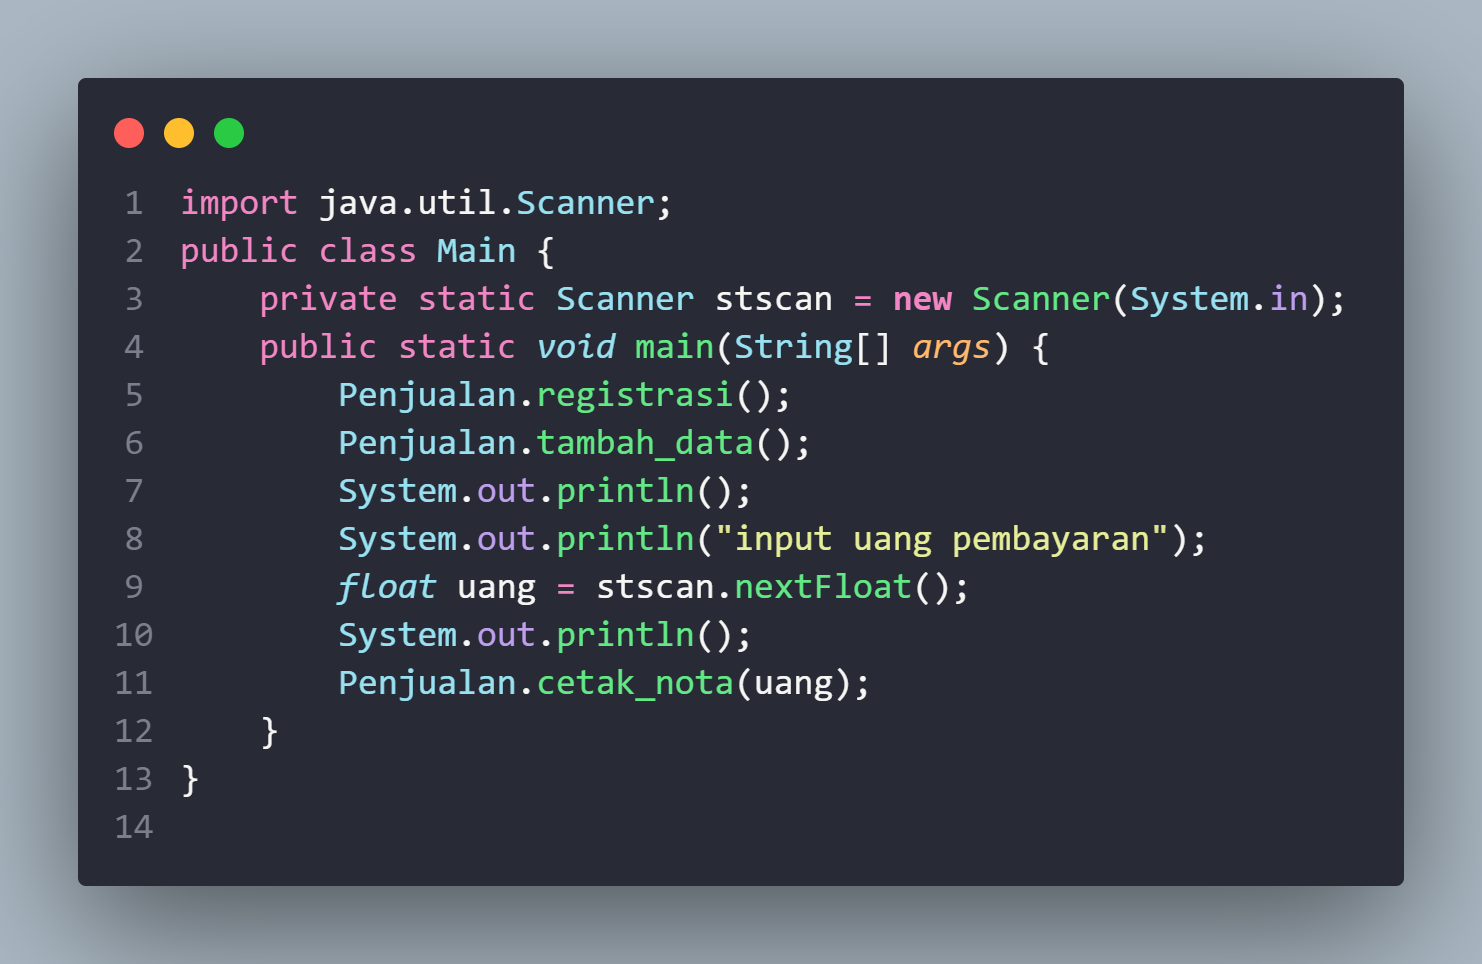 1 import java.util.Scanner;
2 public class Main {
3     private static Scanner stscan = new Scanner(System.in);
4     public static void main(String[] args) {
5         Penjualan.registrasi();
6         Penjualan.tambah_data();
7         System.out.println();
8         System.out.println("input uang pembayaran");
9         float uang = stscan.nextFloat();
10         System.out.println();
11         Penjualan.cetak_nota(uang);
12     }
13 }
14